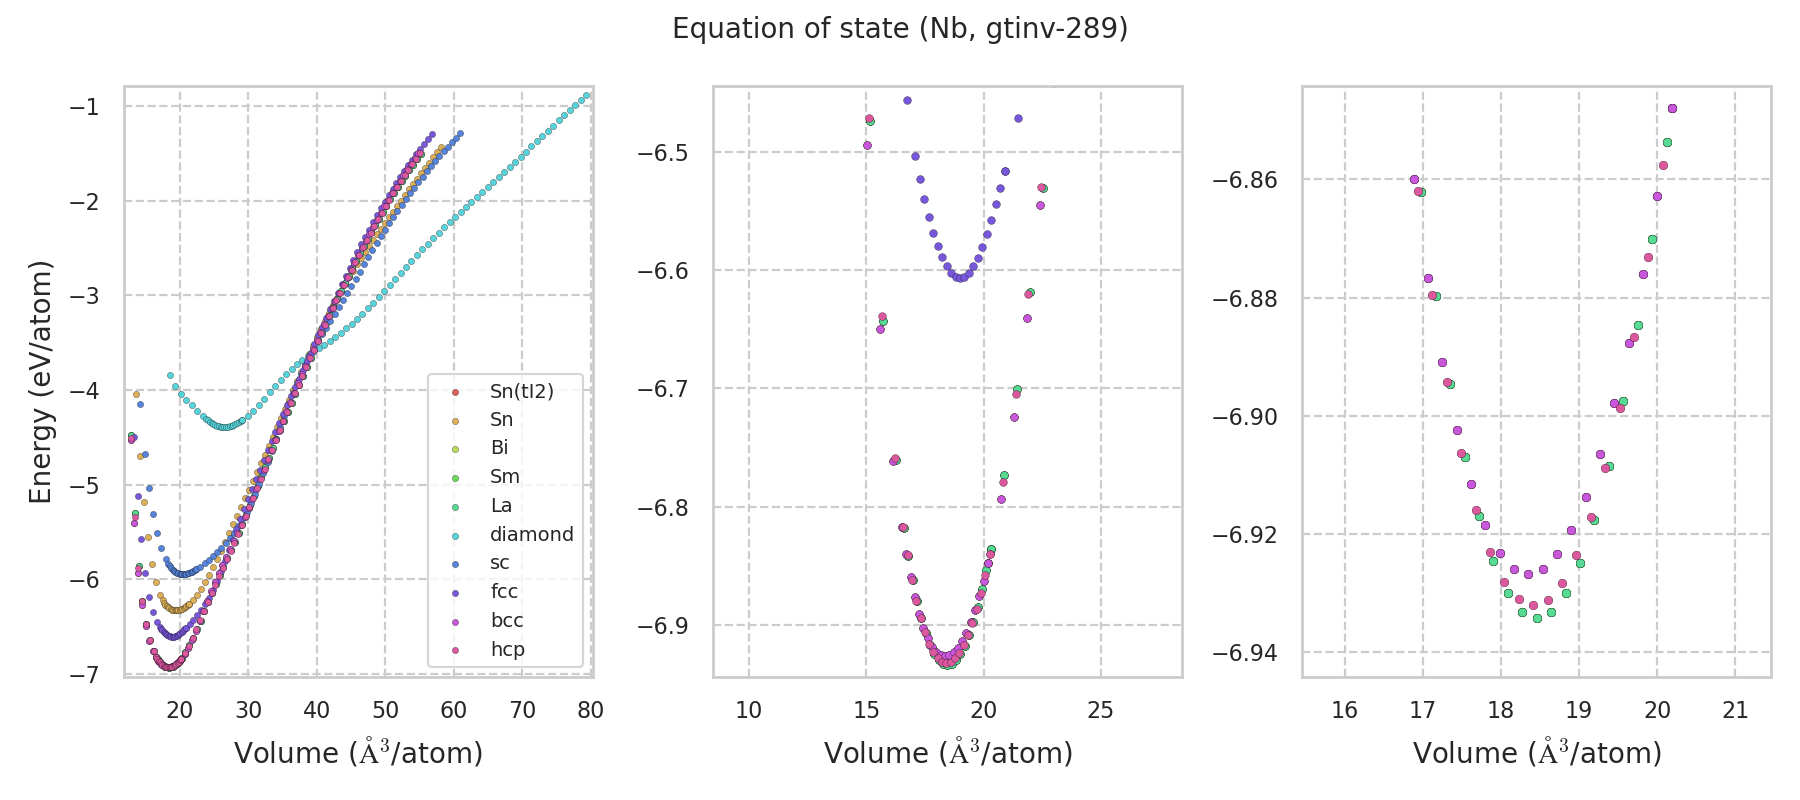 Equation of state (Nb, gtinv-289)
Energy (eV/atom)
−1
−2
−3
−4
−5
−6
−7
20 30 40 50 60 70 80
Volume (Å³/atom)
Sn(tI2)
Sn
Bi
Sm
La
diamond
sc
fcc
bcc
hcp
−6.5
−6.6
−6.7
−6.8
−6.9
10 15 20 25
Volume (Å³/atom)
−6.86
−6.88
−6.90
−6.92
−6.94
16 17 18 19 20 21
Volume (Å³/atom)